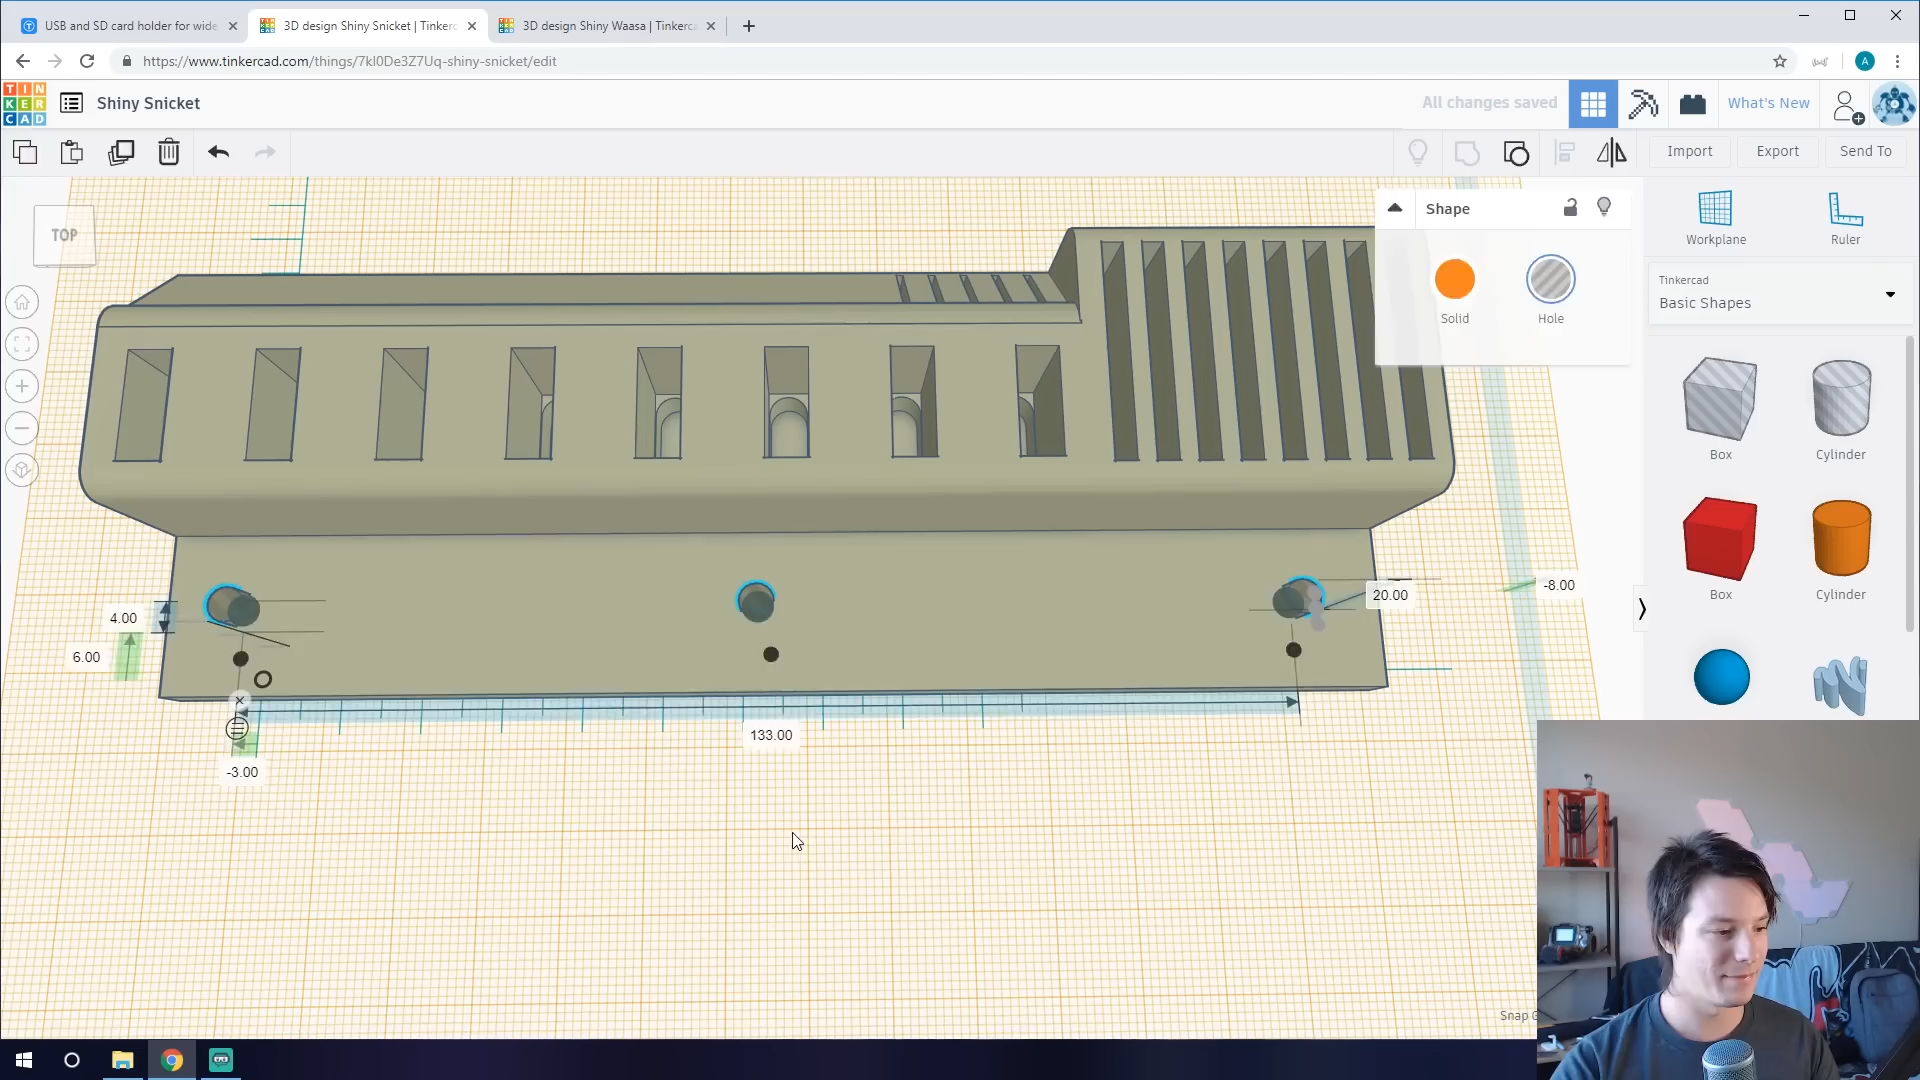 USB and SD card holder for wide
3D design Shiny Snicket | Tinkerc
3D design Shiny Waasa | Tinkerca
https://www.tinkercad.com/things/7kl0De3Z7Uq-shiny-snicket/edit
A
TIN
KER
CAD
Shiny Snicket
All changes saved
What's New
Import
Export
Send To
TOP
Shape
Solid
Hole
Workplane
Ruler
Tinkercad
Basic Shapes
Box
Cylinder
Box
Cylinder
4.00
6.00
20.00
-8.00
133.00
-3.00
Snap G